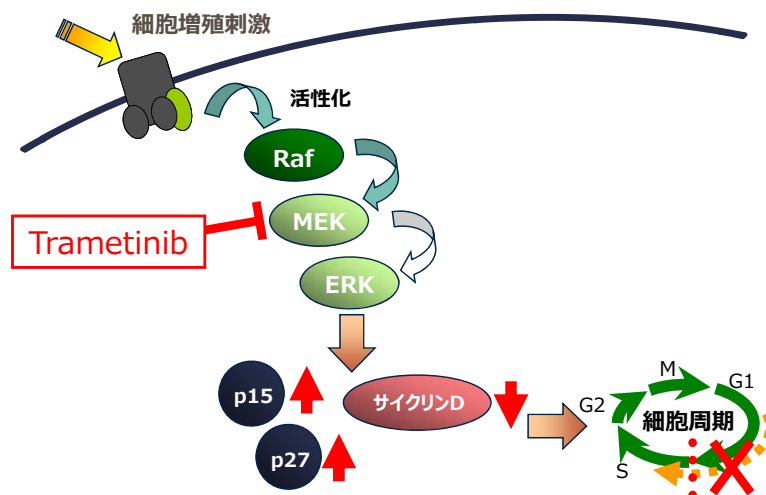 細胞増殖刺激
活性化
Raf
MEK
Trametinib
ERK
p15
サイクリンD
p27
M
G1
G2
細胞周期
S